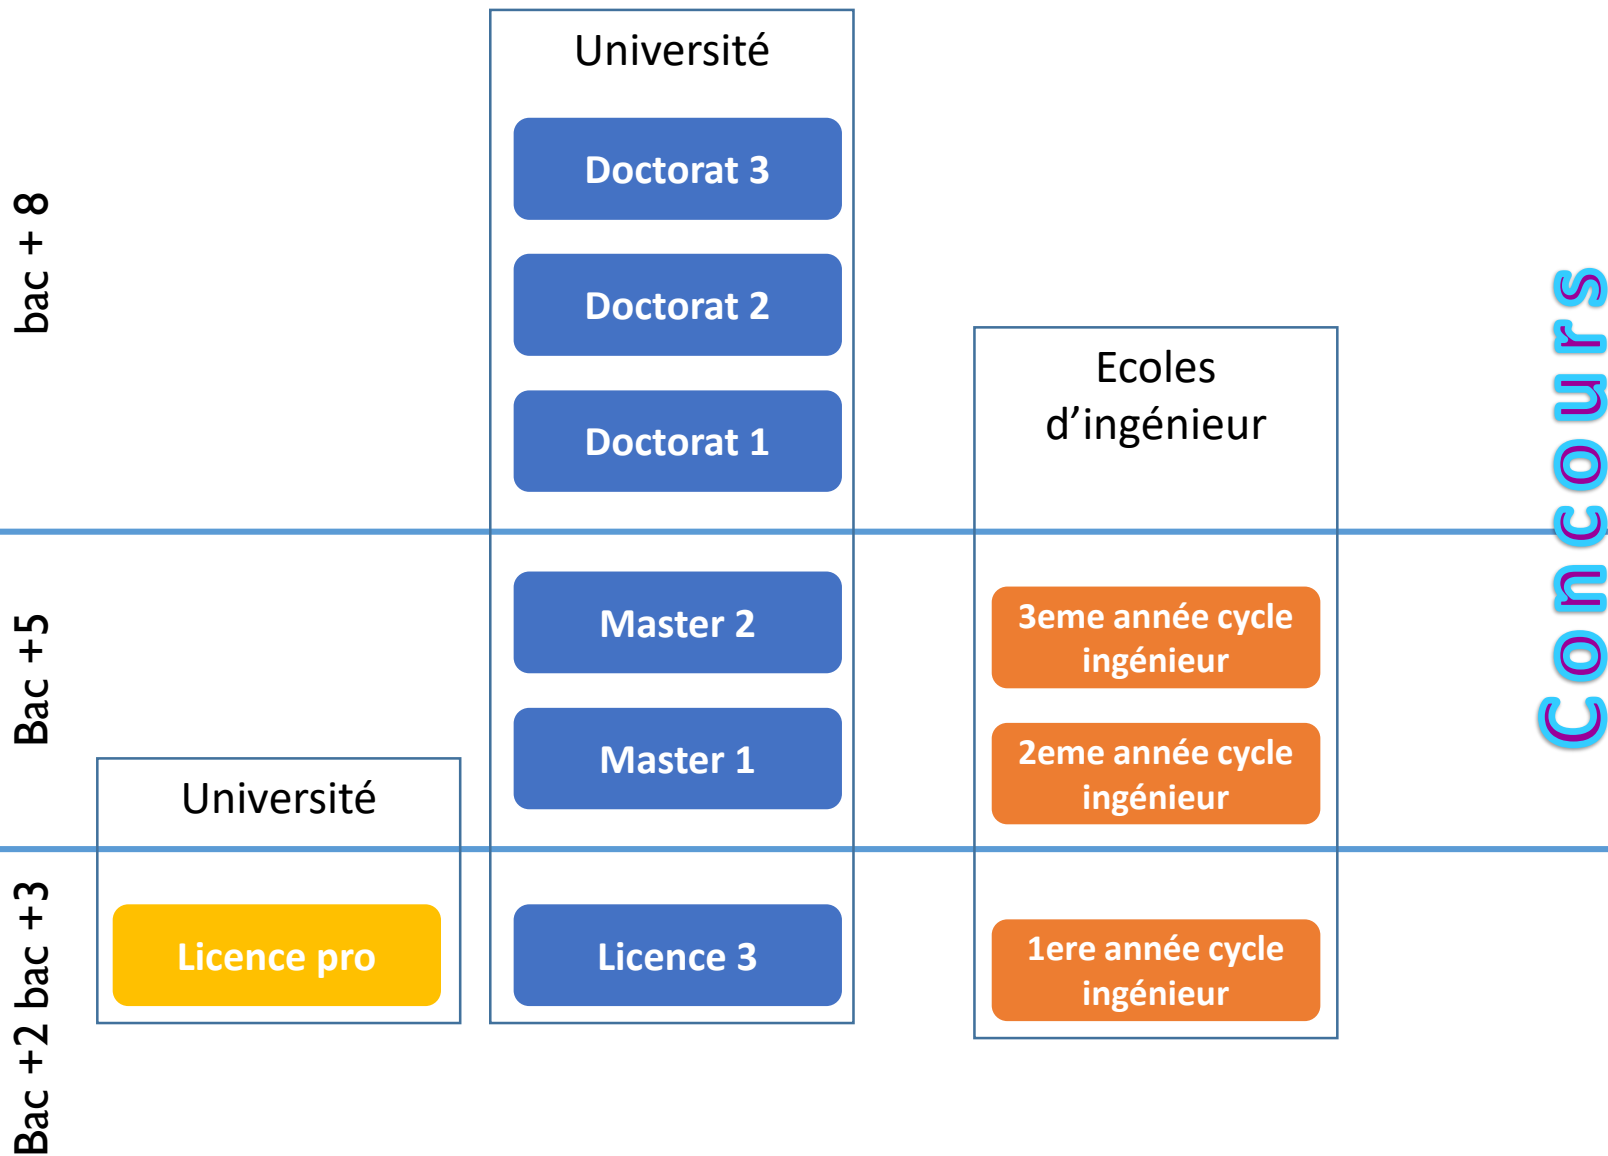 Université
Doctorat 3
Doctorat 2
Doctorat 1
Master 2
Master 1
Licence 3
Ecoles
d’ingénieur
3eme année cycle
ingénieur
2eme année cycle
ingénieur
1ere année cycle
ingénieur
Université
Licence pro
bac + 8
Bac +5
Bac +2 bac +3
Concours